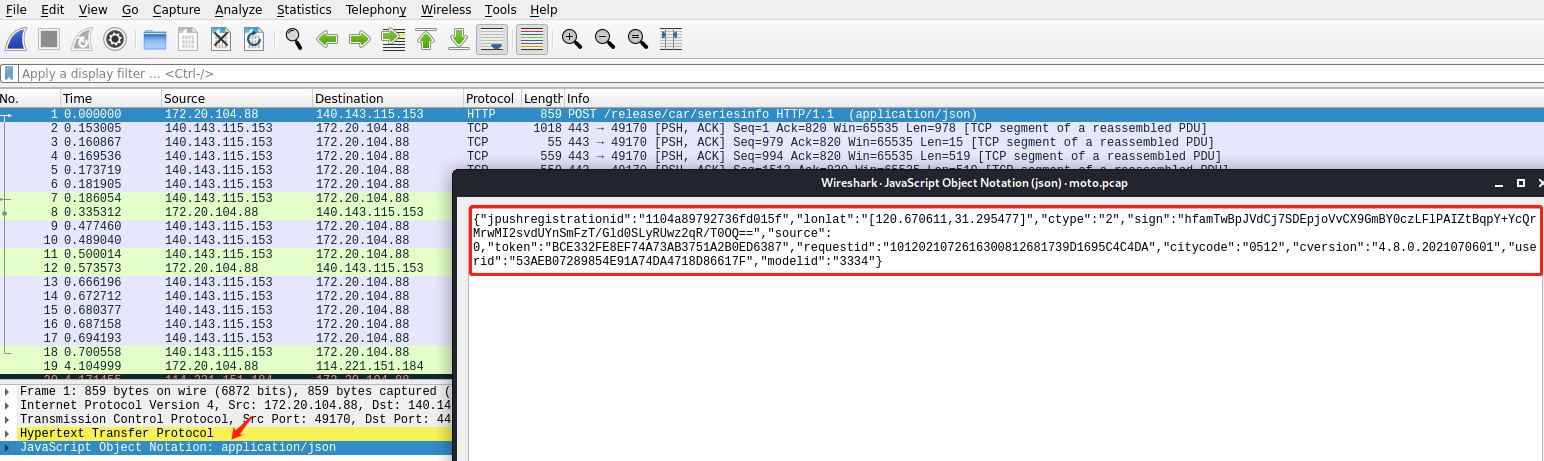 File Edit View Go Capture Analyze Statistics Telephony Wireless Tools Help
Apply a display filter ... <Ctrl-/>
No. Time Source Destination Protocol Length Info
1 0.000000 172.20.104.88 140.143.115.153 HTTP 859 POST /release/car/seriesinfo HTTP/1.1 (application/json)
2 0.153005 140.143.115.153 172.20.104.88 TCP 1018 443 → 49170 [PSH, ACK] Seq=1 Ack=820 Win=65535 Len=978 [TCP segment of a reassembled PDU]
3 0.160867 140.143.115.153 172.20.104.88 TCP 55 443 → 49170 [PSH, ACK] Seq=979 Ack=820 Win=65535 Len=15 [TCP segment of a reassembled PDU]
4 0.169536 140.143.115.153 172.20.104.88 TCP 559 443 → 49170 [PSH, ACK] Seq=994 Ack=820 Win=65535 Len=519 [TCP segment of a reassembled PDU]
5 0.173719 140.143.115.153 172.20.104.88
6 0.181905 140.143.115.153 172.20.104.88
7 0.186054 172.20.104.88 140.143.115.153
8 0.335312 172.20.104.88 140.143.115.153
9 0.477460 140.143.115.153 172.20.104.88
10 0.489040 140.143.115.153 172.20.104.88
11 0.500014 140.143.115.153 172.20.104.88
12 0.573573 172.20.104.88 140.143.115.153
13 0.666196 140.143.115.153 172.20.104.88
14 0.672712 140.143.115.153 172.20.104.88
15 0.680377 140.143.115.153 172.20.104.88
16 0.687158 140.143.115.153 172.20.104.88
17 0.694193 140.143.115.153 172.20.104.88
18 0.700558 140.143.115.153 172.20.104.88
19 4.104999 172.20.104.88 114.221.151.184
Wireshark · JavaScript Object Notation (json) · moto.pcap
{"jpushregistrationid":"1104a89792736fd015f","lonlat":"[120.670611,31.295477]","ctype":"2","sign":"hfamTwBpJVdCj7SDEpjoVvCX9GmBY0czLFlPAIZtBqpY+YcQr
MrwMI2svdUYnSmFzT/Gld0SLyRUwz2qR/T0OQ==","source":
0,"token":"BCE332FE8EF74A73AB3751A2B0ED6387","requestid":"10120210726163008126817​39D1695C4C4DA","citycode":"0512","cversion":"4.8.0.2021070601","use
rid":"53AEB07289854E91A74DA4718D86617F","modelid":"3334"}
Frame 1: 859 bytes on wire (6872 bits), 859 bytes captured (
Internet Protocol Version 4, Src: 172.20.104.88, Dst: 140.14
Transmission Control Protocol, Src Port: 49170, Dst Port: 44
Hypertext Transfer Protocol
JavaScript Object Notation: application/json